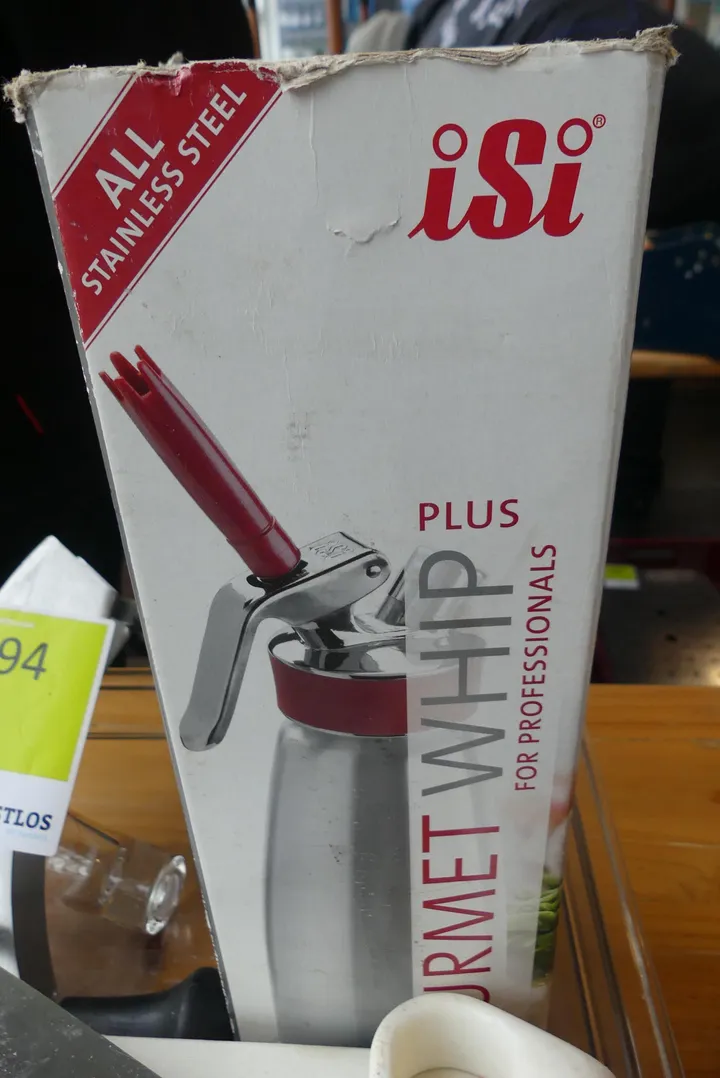 ALL
STAINLESS STEEL
iSi®
PLUS
URMET WHIP
FOR PROFESSIONALS
94
TLOS